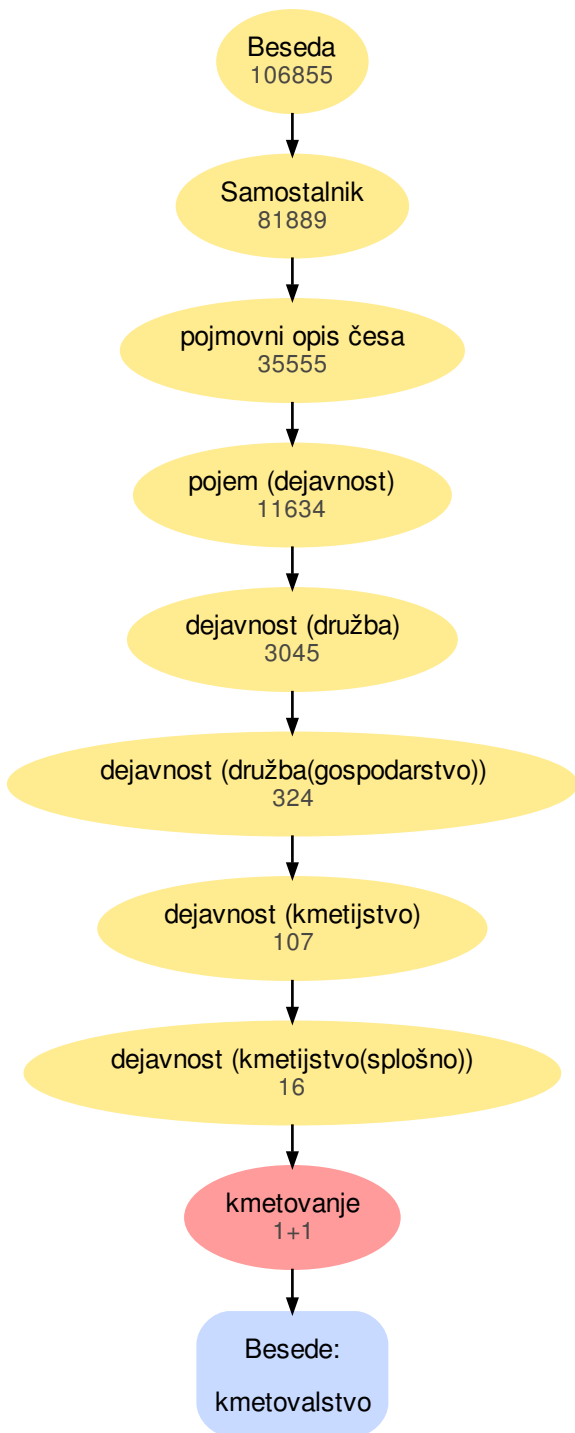 Beseda
106855
Samostalnik
81889
pojmovni opis česa
35555
pojem (dejavnost)
11634
dejavnost (družba)
3045
dejavnost (družba(gospodarstvo))
324
dejavnost (kmetijstvo)
107
dejavnost (kmetijstvo(splošno))
16
kmetovanje
1+1
Besede:
kmetovalstvo